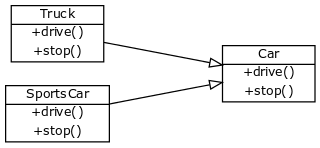 Truck
+drive()
+stop()
Car
+drive()
+stop()
SportsCar
+drive()
+stop()